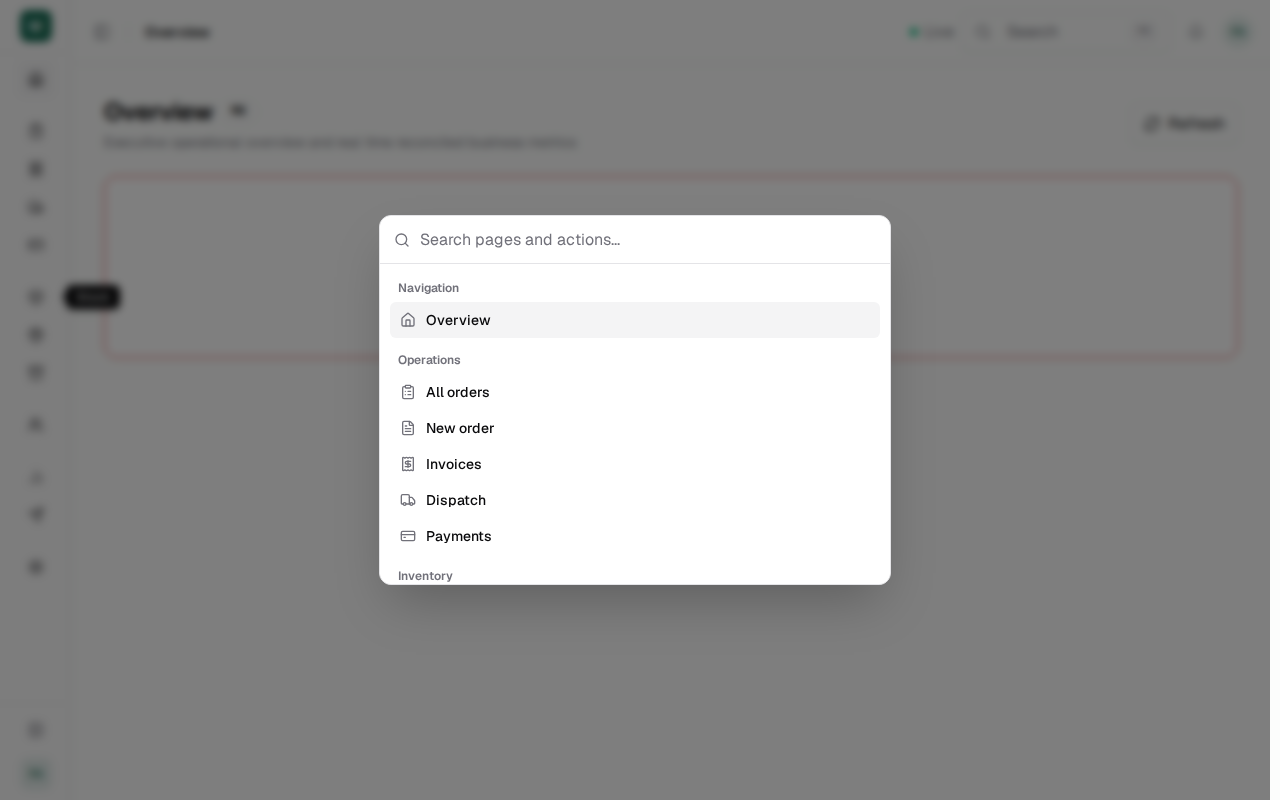 Overview
Live
Search
Overview
Executive operational overview and real-time reconciled business metrics
Refresh
Search pages and actions...
Navigation
Overview
Operations
All orders
New order
Invoices
Dispatch
Payments
Inventory